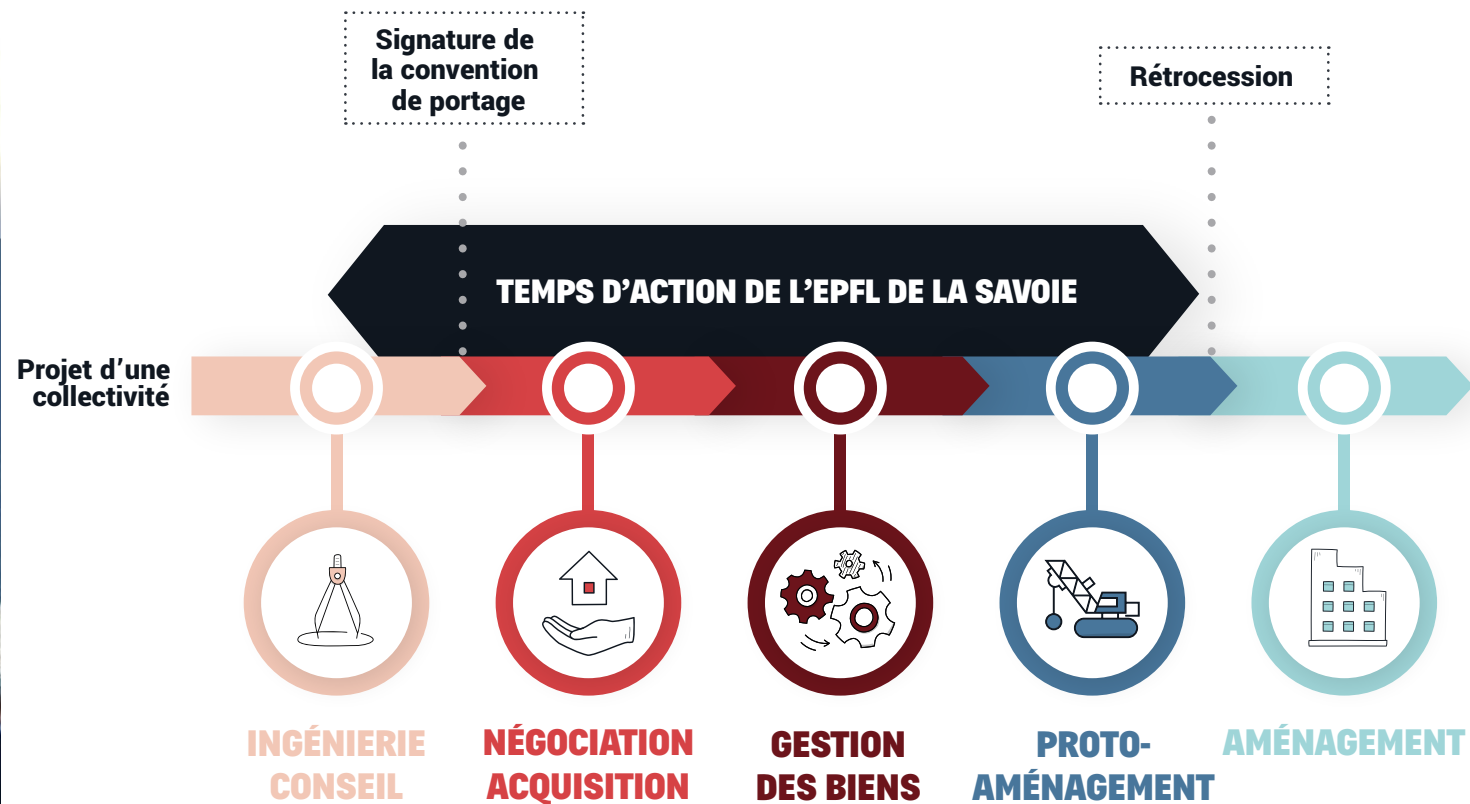 Signature de
la convention
de portage
Rétrocession
TEMPS D’ACTION DE L’EPFL DE LA SAVOIE
Projet d’une
collectivité
INGÉNIERIE
CONSEIL
NÉGOCIATION
ACQUISITION
GESTION
DES BIENS
PROTO-
AMÉNAGEMENT
AMÉNAGEMENT